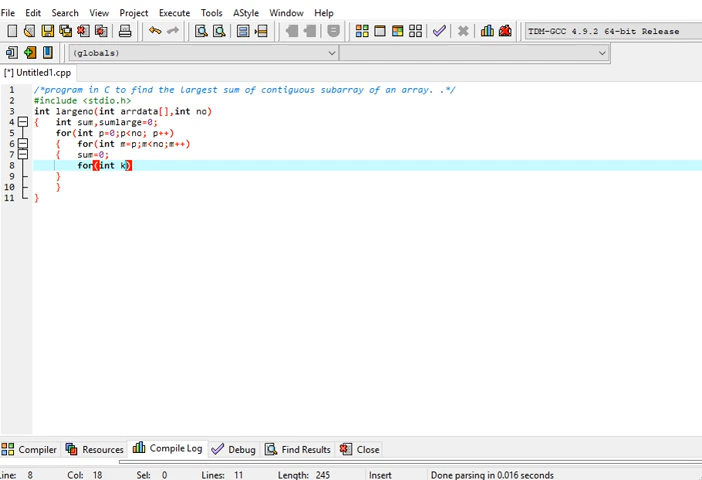 File Edit Search View Project Execute Tools AStyle Window Help
TDM-GCC 4.9.2 64-bit Release
(globals)
[*] Untitled1.cpp
1 /*program in C to find the largest sum of contiguous subarray of an array. .*/
2 #include <stdio.h>
3 int largeno(int arrdata[],int no)
4 { int sum,sumlarge=0;
5 for(int p=0;p<no; p++)
6 { for(int m=p;m<no;m++)
7 { sum=0;
8 for(int k)
9 }
10 }
11 }
Compiler Resources Compile Log Debug Find Results Close
Line: 8 Col: 18 Sel: 0 Lines: 11 Length: 245 Insert Done parsing in 0.016 seconds